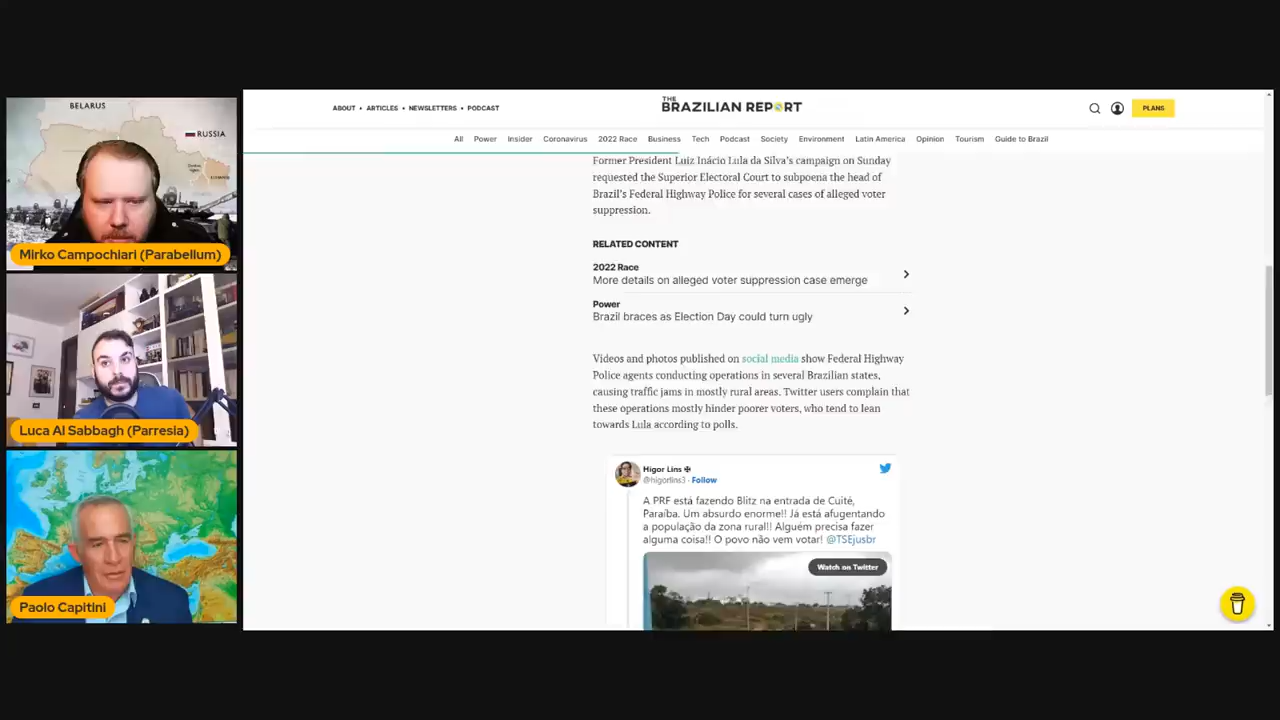 BELARUS
RUSSIA
Mirko Campochiari (Parabellum)
Luca Al Sabbagh (Parresia)
Paolo Capitini
ABOUT • ARTICLES • NEWSLETTERS • PODCAST
THE
BRAZILIAN REPORT
PLANS
All Power Insider Coronavirus 2022 Race Business Tech Podcast Society Environment Latin America Opinion Tourism Guide to Brazil
Former President Luiz Inácio Lula da Silva's campaign on Sunday
requested the Superior Electoral Court to subpoena the head of
Brazil's Federal Highway Police for several cases of alleged voter
suppression.
RELATED CONTENT
2022 Race
More details on alleged voter suppression case emerge
Power
Brazil braces as Election Day could turn ugly
Videos and photos published on social media show Federal Highway
Police agents conducting operations in several Brazilian states,
causing traffic jams in mostly rural areas. Twitter users complain that
these operations mostly hinder poorer voters, who tend to lean
towards Lula according to polls.
Higor Lins ✠
@higorlins3 · Follow
A PRF está fazendo Blitz na entrada de Cuité,
Paraíba. Um absurdo enorme!! Já está afugentando
a população da zona rural!! Alguém precisa fazer
alguma coisa!! O povo não vem votar! @TSEjusbr
Watch on Twitter